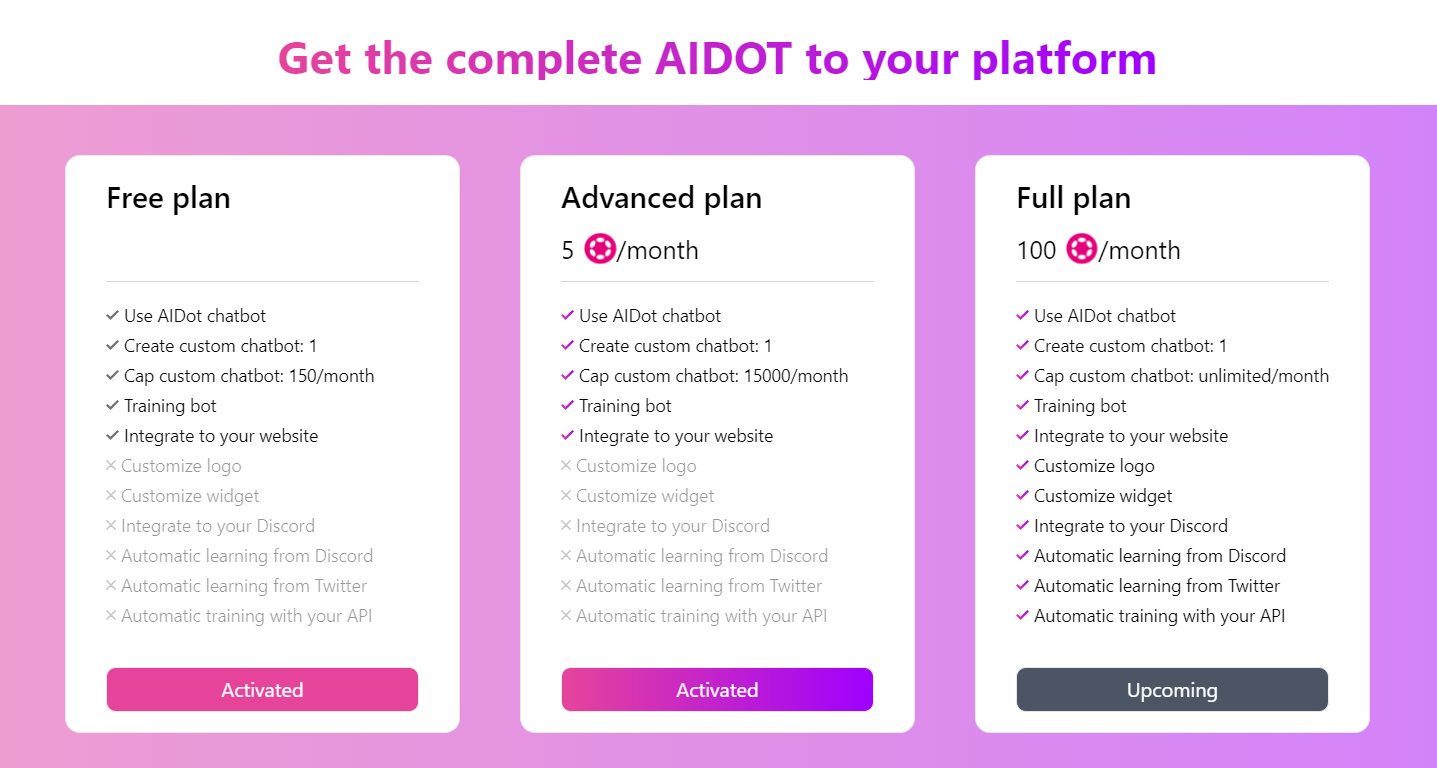 Get the complete AIDOT to your platform
Free plan
Use AIDot chatbot
Create custom chatbot: 1
Cap custom chatbot: 150/month
Training bot
Integrate to your website
Customize logo
Customize widget
Integrate to your Discord
Automatic learning from Discord
Automatic learning from Twitter
Automatic training with your API
Activated
Advanced plan
5 /month
Use AIDot chatbot
Create custom chatbot: 1
Cap custom chatbot: 15000/month
Training bot
Integrate to your website
Customize logo
Customize widget
Integrate to your Discord
Automatic learning from Discord
Automatic learning from Twitter
Automatic training with your API
Activated
Full plan
100 /month
Use AIDot chatbot
Create custom chatbot: 1
Cap custom chatbot: unlimited/month
Training bot
Integrate to your website
Customize logo
Customize widget
Integrate to your Discord
Automatic learning from Discord
Automatic learning from Twitter
Automatic training with your API
Upcoming